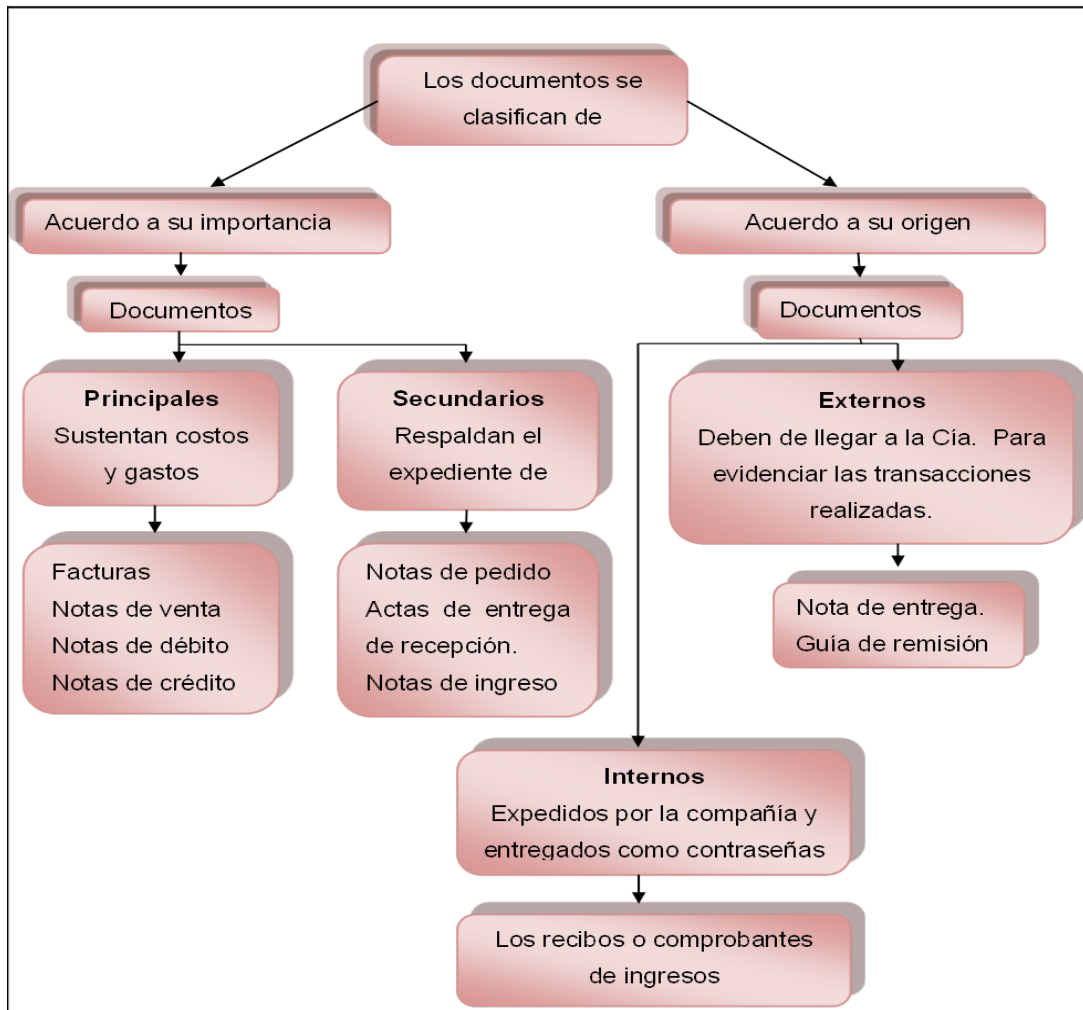 Los documentos se
clasifican de
Acuerdo a su importancia
Acuerdo a su origen
Documentos
Documentos
Principales
Sustentan costos
y gastos
Secundarios
Respaldan el
expediente de
Externos
Deben de llegar a la Cía. Para
evidenciar las transacciones
realizadas.
Facturas
Notas de venta
Notas de débito
Notas de crédito
Notas de pedido
Actas de entrega
de recepción.
Notas de ingreso
Nota de entrega.
Guía de remisión
Internos
Expedidos por la compañía y
entregados como contraseñas
Los recibos o comprobantes
de ingresos